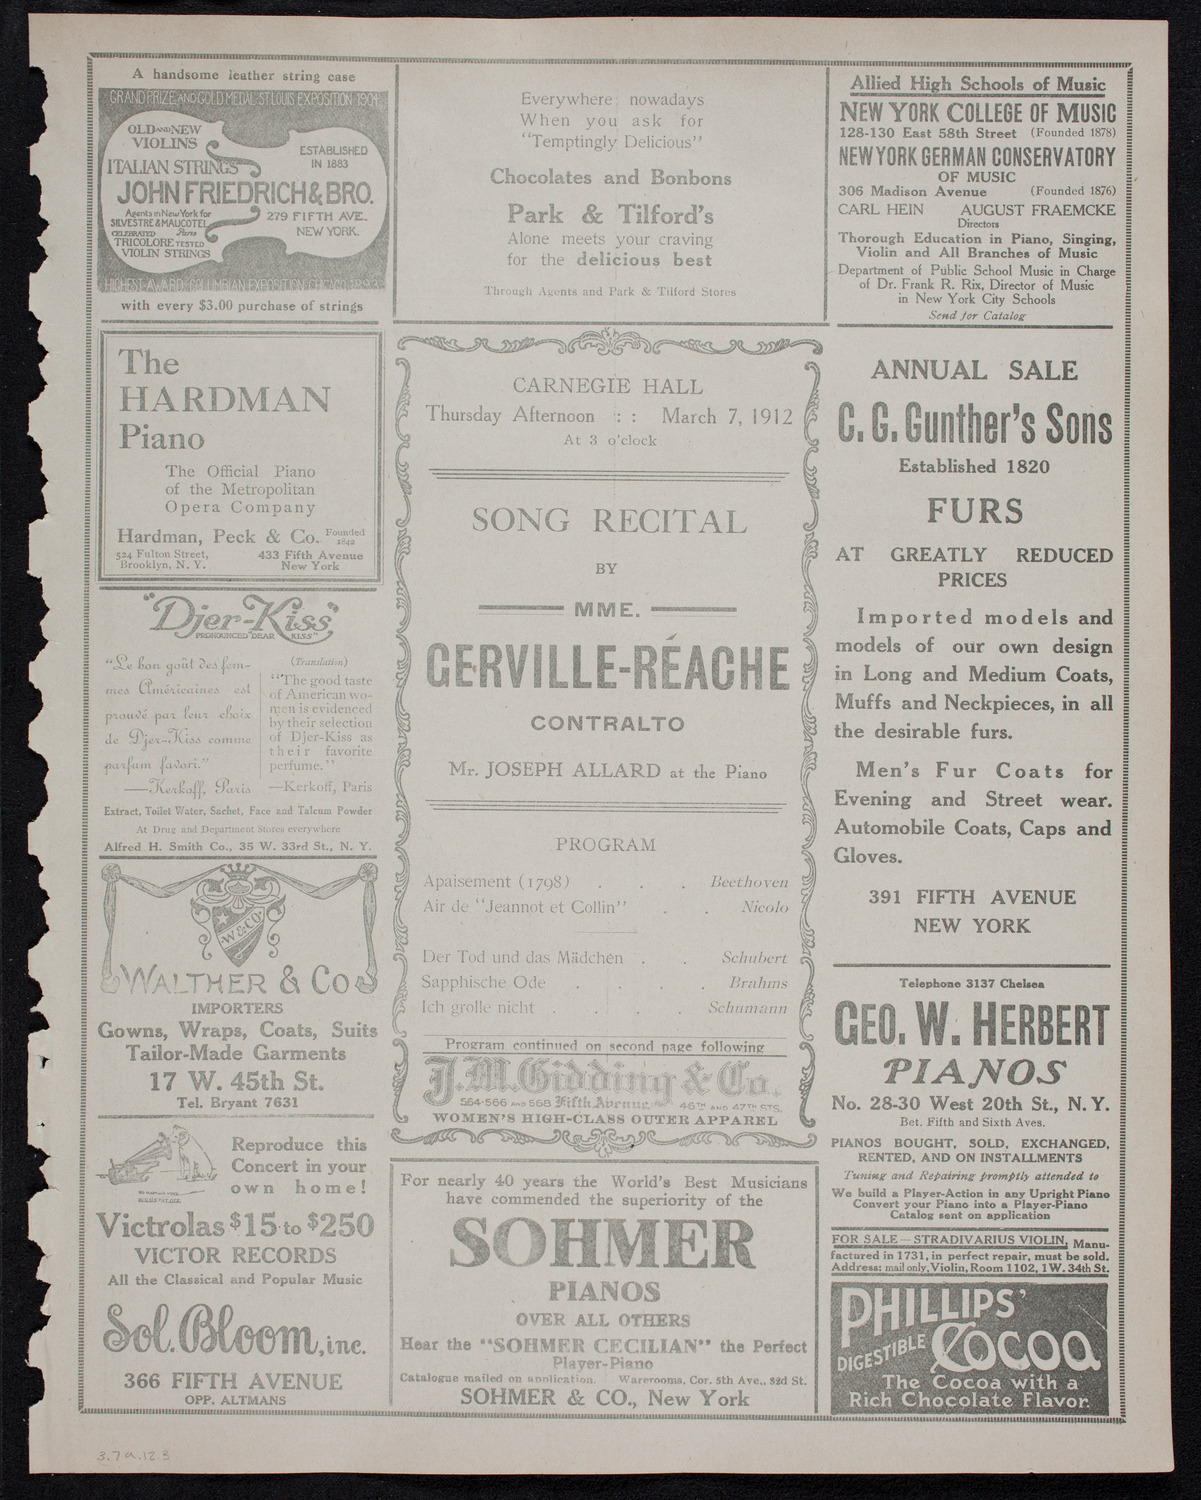 A handsome leather string case
GRAND PRIZE AND GOLD MEDAL ST. LOUIS EXPOSITION 1904
OLD AND NEW
VIOLINS
ITALIAN STRINGS
ESTABLISHED
IN 1883
JOHN FRIEDRICH & BRO.
Agents in New York for
SILVESTRE & MAUCOTEL
CELEBRATED Paris
TRICOLORE TESTED
VIOLIN STRINGS
279 FIFTH AVE.
NEW YORK.
HIGHEST AWARD COLUMBIAN EXPOSITION CHICAGO 1893
with every $3.00 purchase of strings
The
HARDMAN
Piano
The Official Piano
of the Metropolitan
Opera Company
Hardman, Peck & Co. Founded 1842
524 Fulton Street,
Brooklyn, N. Y.
433 Fifth Avenue
New York
"Djer-Kiss"
PRONOUNCED "DEAR KISS"
"Le bon goût des fem-
mes Américaines est
prouvé par leur choix
de Djer-Kiss comme
parfum favori."
—Kerkoff, Paris
(Translation)
"The good taste
of American wo-
men is evidenced
by their selection
of Djer-Kiss as
their favorite
perfume."
—Kerkoff, Paris
Extract, Toilet Water, Sachet, Face and Talcum Powder
At Drug and Department Stores everywhere
Alfred H. Smith Co., 35 W. 33rd St., N. Y.
W & CO
WALTHER & CO
IMPORTERS
Gowns, Wraps, Coats, Suits
Tailor-Made Garments
17 W. 45th St.
Tel. Bryant 7631
Reproduce this
Concert in your
own home!
Victrolas $15 to $250
VICTOR RECORDS
All the Classical and Popular Music
Sol. Bloom, inc.
366 FIFTH AVENUE
OPP. ALTMANS
Everywhere nowadays
When you ask for
"Temptingly Delicious"
Chocolates and Bonbons
Park & Tilford's
Alone meets your craving
for the delicious best
Through Agents and Park & Tilford Stores
CARNEGIE HALL
Thursday Afternoon : : March 7, 1912
At 3 o'clock
SONG RECITAL
BY
MME.
GERVILLE-RÉACHE
CONTRALTO
Mr. JOSEPH ALLARD at the Piano
PROGRAM
Apaisement (1798) . . . Beethoven
Air de "Jeannot et Collin" . . Nicolo
Der Tod und das Mädchen . . Schubert
Sapphische Ode . . . . Brahms
Ich grolle nicht . . . . Schumann
Program continued on second page following
J. M. Gidding & Co.
564-566 AND 568 Fifth Avenue 46TH AND 47TH STS.
WOMEN'S HIGH-CLASS OUTER APPAREL
For nearly 40 years the World's Best Musicians
have commended the superiority of the
SOHMER
PIANOS
OVER ALL OTHERS
Hear the "SOHMER CECILIAN" the Perfect
Player-Piano
Catalogue mailed on application. Warerooms, Cor. 5th Ave., 32d St.
SOHMER & CO., New York
Allied High Schools of Music
NEW YORK COLLEGE OF MUSIC
128-130 East 58th Street (Founded 1878)
NEW YORK GERMAN CONSERVATORY
OF MUSIC
306 Madison Avenue (Founded 1876)
CARL HEIN AUGUST FRAEMCKE
Directors
Thorough Education in Piano, Singing,
Violin and All Branches of Music
Department of Public School Music in Charge
of Dr. Frank R. Rix, Director of Music
in New York City Schools
Send for Catalog
ANNUAL SALE
C. G. Gunther's Sons
Established 1820
FURS
AT GREATLY REDUCED
PRICES
Imported models and
models of our own design
in Long and Medium Coats,
Muffs and Neckpieces, in all
the desirable furs.
Men's Fur Coats for
Evening and Street wear.
Automobile Coats, Caps and
Gloves.
391 FIFTH AVENUE
NEW YORK
Telephone 3137 Chelsea
GEO. W. HERBERT
PIANOS
No. 28-30 West 20th St., N. Y.
Bet. Fifth and Sixth Aves.
PIANOS BOUGHT, SOLD, EXCHANGED,
RENTED, AND ON INSTALLMENTS
Tuning and Repairing promptly attended to
We build a Player-Action in any Upright Piano
Convert your Piano into a Player-Piano
Catalog sent on application
FOR SALE—STRADIVARIUS VIOLIN, Manu-
factured in 1731, in perfect repair, must be sold.
Address: mail only, Violin, Room 1102, 1 W. 34th St.
PHILLIPS'
DIGESTIBLE COCOA
The Cocoa with a
Rich Chocolate Flavor.
3.7a.12.3